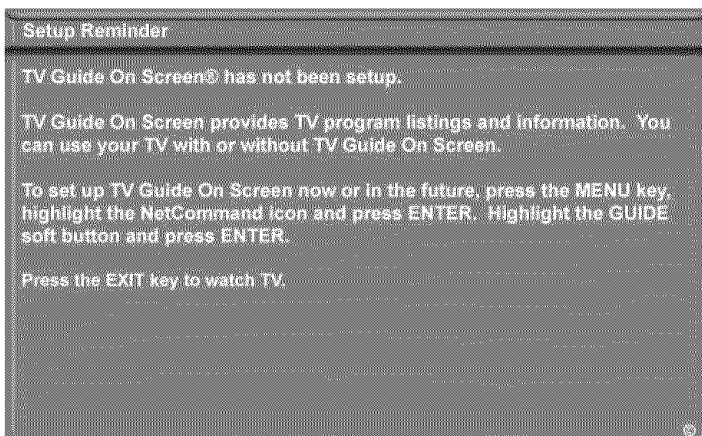 Setup Reminder
TV Guide On Screen® has not been setup.
TV Guide On Screen provides TV program listings and information. You
can use your TV with or without TV Guide On Screen.
To set up TV Guide On Screen now or in the future, press the MENU key,
highlight the NetCommand icon and press ENTER. Highlight the GUIDE
soft button and press ENTER.
Press the EXIT key to watch TV.